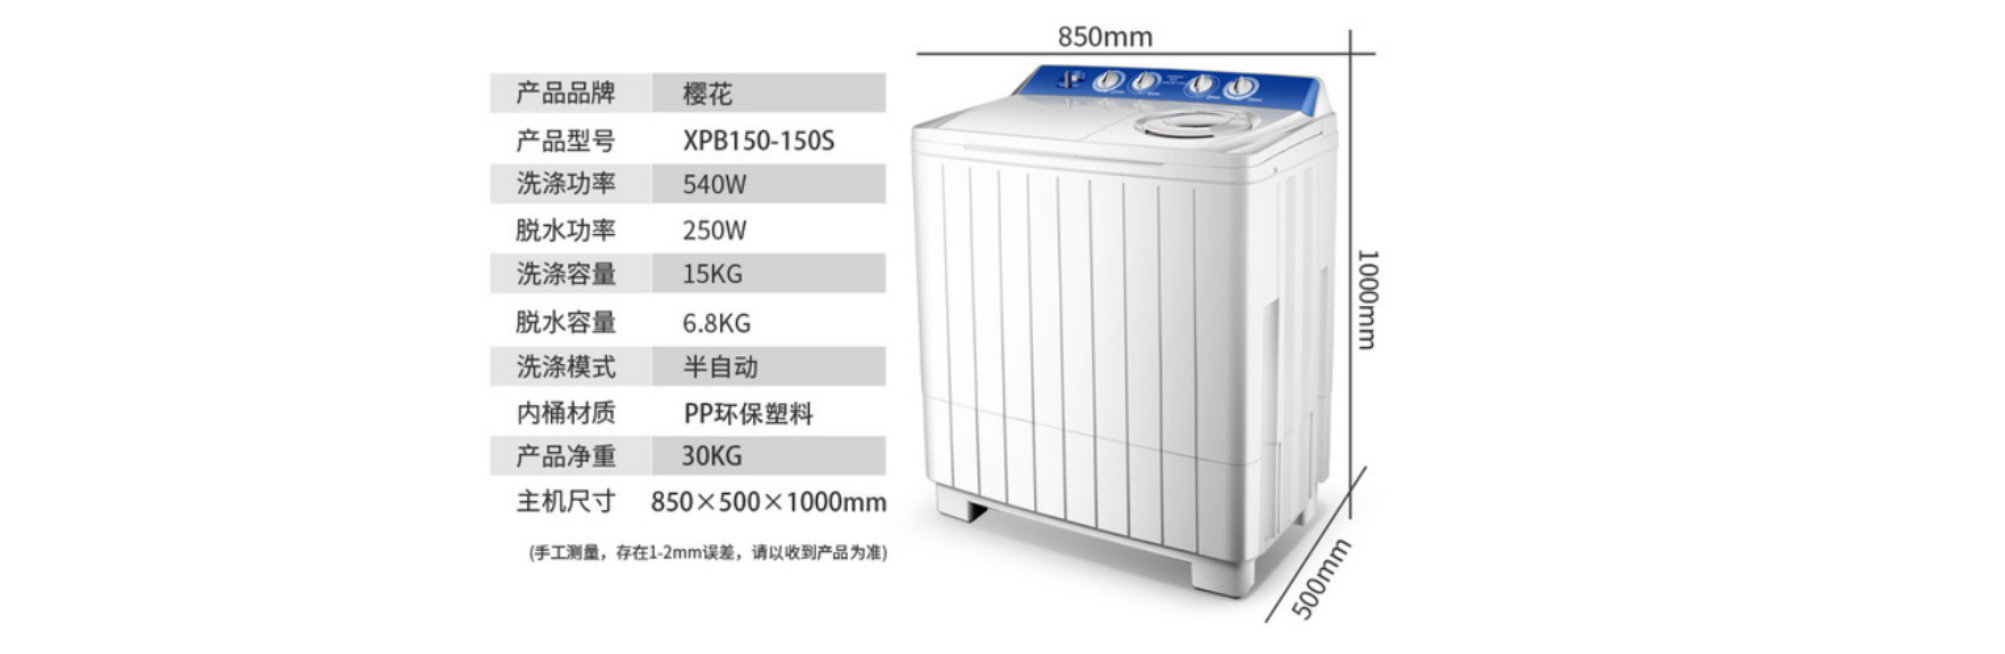 850mm
产品品牌 樱花
产品型号 XPB150-150S
洗涤功率 540W
脱水功率 250W
洗涤容量 15KG
脱水容量 6.8KG
洗涤模式 半自动
内桶材质 PP环保塑料
产品净重 30KG
主机尺寸 850×500×1000mm
(手工测量，存在1-2mm误差，请以收到产品为准)
1000mm
500mm